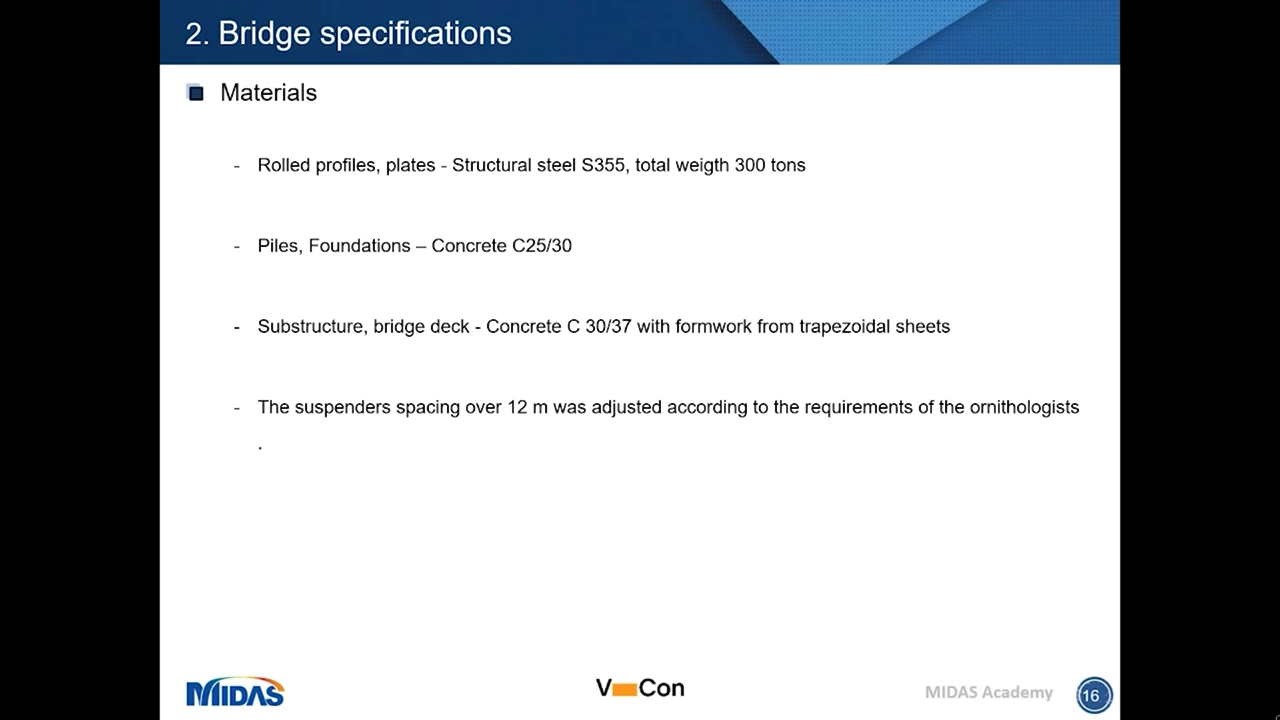 2. Bridge specifications
Materials
- Rolled profiles, plates - Structural steel S355, total weigth 300 tons
- Piles, Foundations – Concrete C25/30
- Substructure, bridge deck - Concrete C 30/37 with formwork from trapezoidal sheets
- The suspenders spacing over 12 m was adjusted according to the requirements of the ornithologists
.
MIDAS
V Con
MIDAS Academy
16